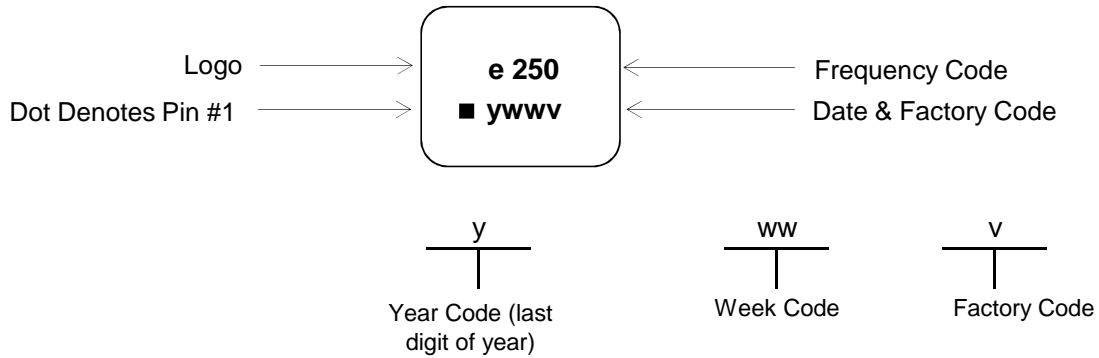 Logo
e 250
Frequency Code
Dot Denotes Pin #1
■ ywwv
Date & Factory Code
y
ww
v
Year Code (last
digit of year)
Week Code
Factory Code